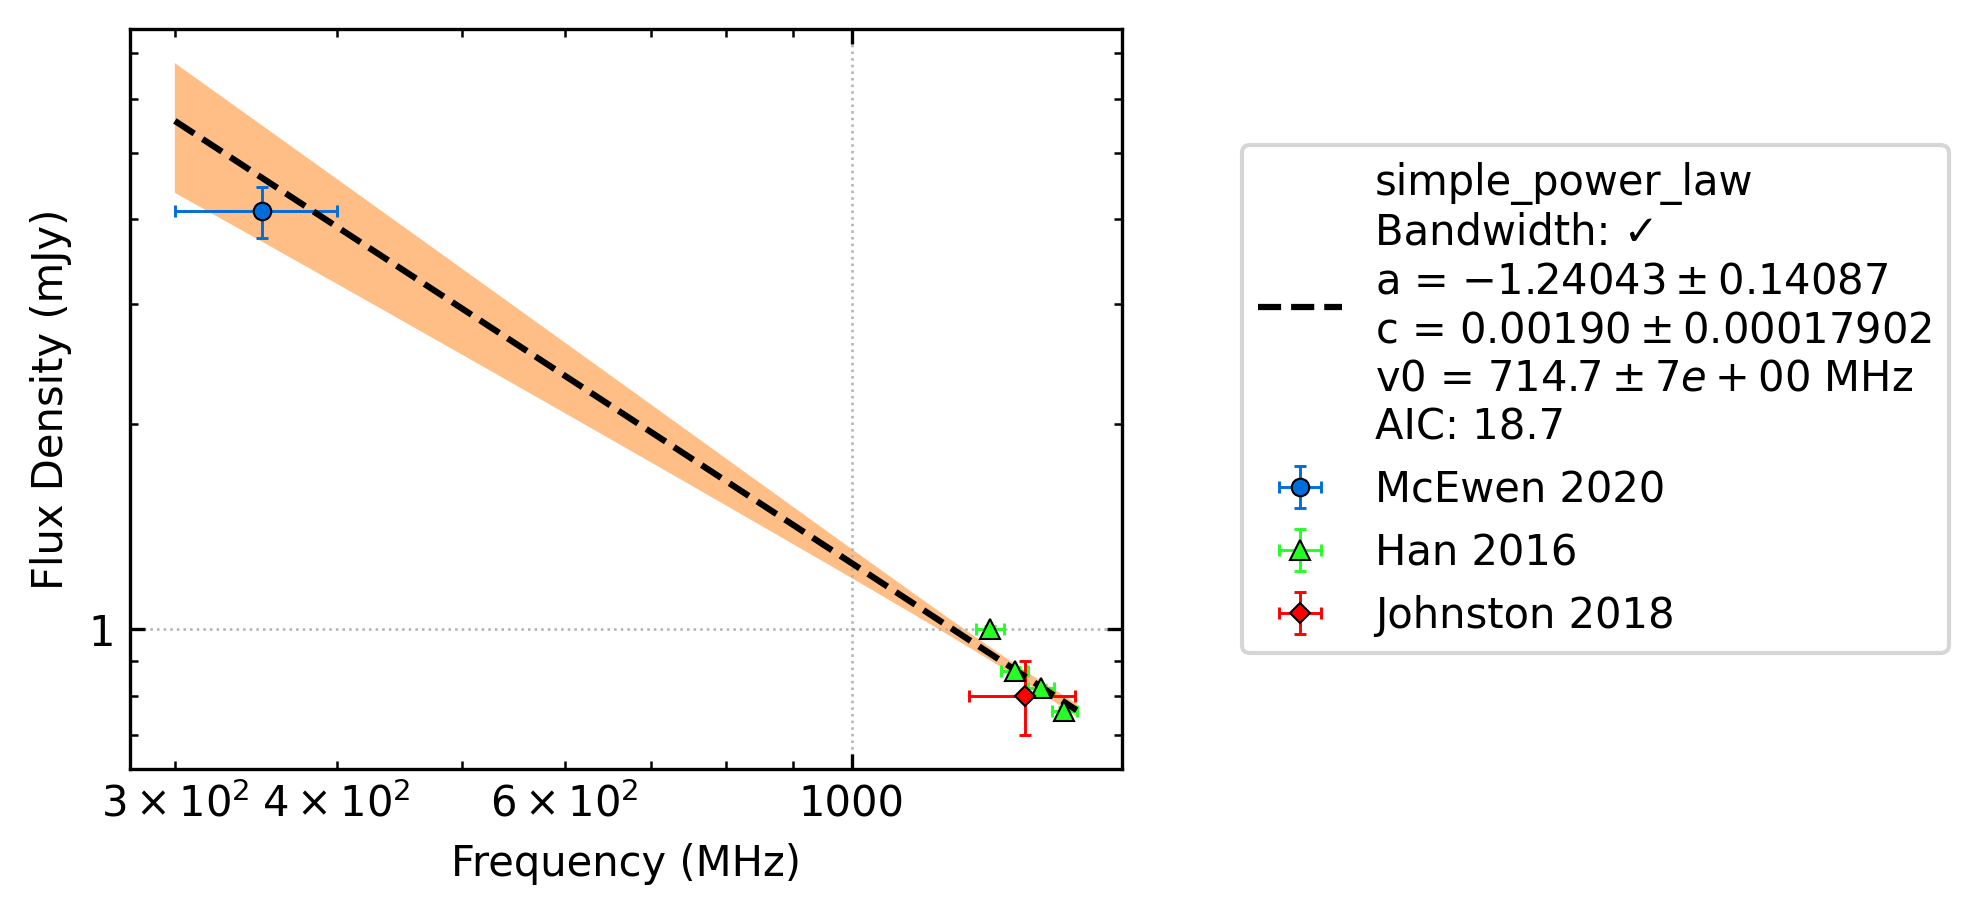 Flux Density (mJy)
1
3 × 10² 4 × 10² 6 × 10² 1000
Frequency (MHz)
simple_power_law
Bandwidth: ✓
a = −1.24043 ± 0.14087
c = 0.00190 ± 0.00017902
v0 = 714.7 ± 7e + 00 MHz
AIC: 18.7
McEwen 2020
Han 2016
Johnston 2018